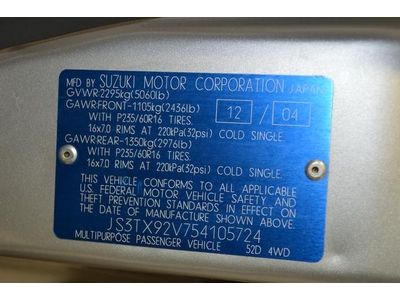 MFD BY SUZUKI MOTOR CORPORATION JAPAN
GVWR:2295kg(5060lb)
GAWR:FRONT-1105kg(2436lb) 12 / 04
WITH P235/60R16 TIRES.
16x7.0 RIMS AT 220kPa(32psi) COLD SINGLE
GAWR:REAR-1350kg(2976lb)
WITH P235/60R16 TIRES.
16x7.0 RIMS AT 220kPa(32psi) COLD SINGLE
THIS VEHICLE CONFORMS TO ALL APPLICABLE
U.S. FEDERAL MOTOR VEHICLE SAFETY AND
THEFT PREVENTION STANDARDS IN EFFECT ON
THE DATE OF MANUFACTURE SHOWN ABOVE.
JS3TX92V754105724
MULTIPURPOSE PASSENGER VEHICLE 52D 4WD